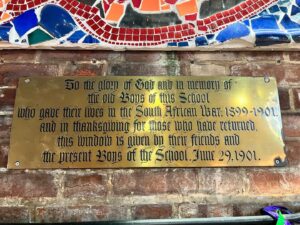 To the glory of God and in memory of
the old Boys of this School
who gave their lives in the South African War, 1899-1901.
and in thanksgiving for those who have returned,
this window is given by their friends and
the present Boys of the School, June 29, 1901.